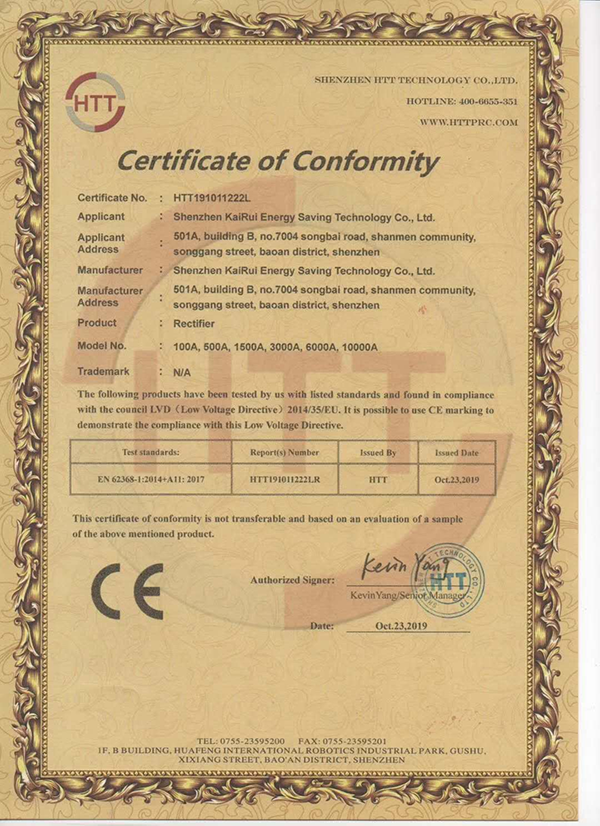 HTT
SHENZHEN HTT TECHNOLOGY CO.,LTD.
HOTLINE: 400-6655-351
WWW.HTTPRC.COM
Certificate of Conformity
Certificate No. : HTT191011222L
Applicant : Shenzhen KaiRui Energy Saving Technology Co., Ltd.
Applicant Address : 501A, building B, no.7004 songbai road, shanmen community,
songgang street, baoan district, shenzhen
Manufacturer : Shenzhen KaiRui Energy Saving Technology Co., Ltd.
Manufacturer Address : 501A, building B, no.7004 songbai road, shanmen community,
songgang street, baoan district, shenzhen
Product : Rectifier
Model No. : 100A, 500A, 1500A, 3000A, 6000A, 10000A
Trademark : N/A
The following products have been tested by us with listed standards and found in compliance
with the council LVD（Low Voltage Directive）2014/35/EU. It is possible to use CE marking to
demonstrate the compliance with this Low Voltage Directive.
Test standards: Report(s) Number Issued By Issued Date
EN 62368-1:2014+A11: 2017 HTT191011222LR HTT Oct.23,2019
This certificate of conformity is not transferable and based on an evaluation of a sample
of the above mentioned product.
CE
Kevin Yang
HTT
Authorized Signer:
KevinYang/Senior Manager
Date: Oct.23,2019
TEL: 0755-23595200 FAX: 0755-23595201
1F, B BUILDING, HUAFENG INTERNATIONAL ROBOTICS INDUSTRIAL PARK, GUSHU,
XIXIANG STREET, BAO'AN DISTRICT, SHENZHEN